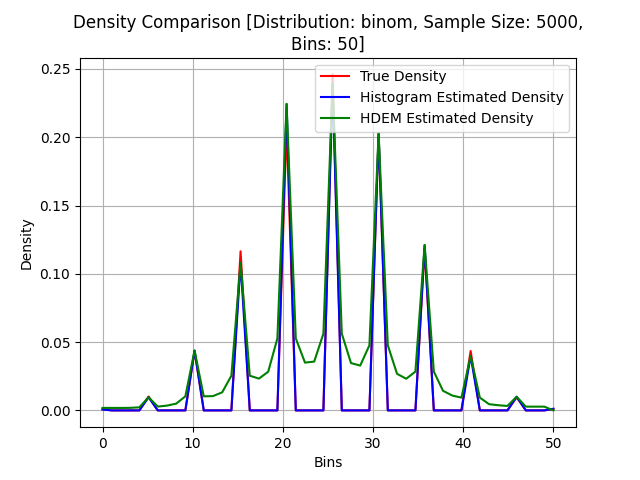 Density Comparison [Distribution: binom, Sample Size: 5000,
Bins: 50]
True Density
Histogram Estimated Density
HDEM Estimated Density
Density
0.25
0.20
0.15
0.10
0.05
0.00
0
10
20
30
40
50
Bins